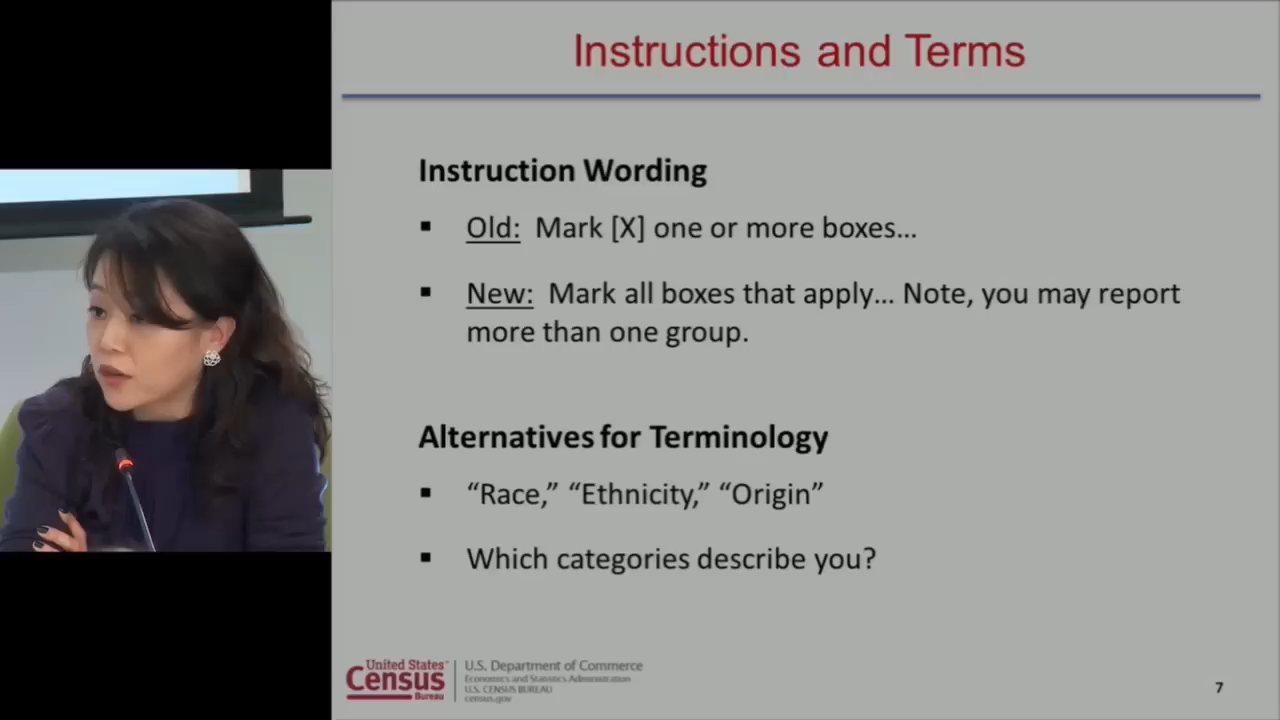 Instructions and Terms
Instruction Wording
▪ Old: Mark [X] one or more boxes…
▪ New: Mark all boxes that apply… Note, you may report
more than one group.
Alternatives for Terminology
▪ “Race,” “Ethnicity,” “Origin”
▪ Which categories describe you?
United States
Census
Bureau
U.S. Department of Commerce
Economics and Statistics Administration
U.S. CENSUS BUREAU
census.gov
7